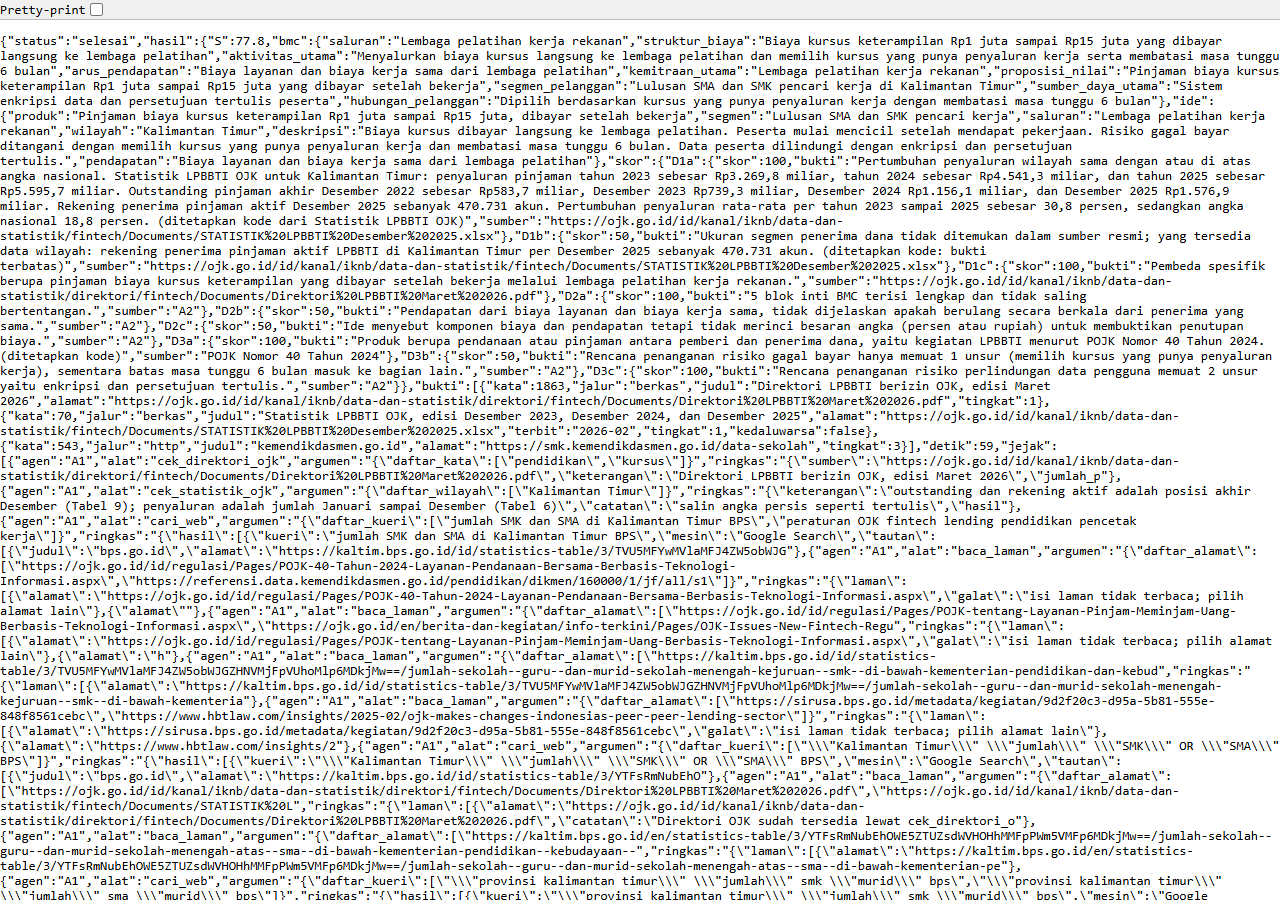 Pretty-print
{"status":"selesai","hasil":{"S":77.8,"bmc":{"saluran":"Lembaga pelatihan kerja rekanan","struktur_biaya":"Biaya kursus keterampilan Rp1 juta sampai Rp15 juta yang dibayar
langsung ke lembaga pelatihan","aktivitas_utama":"Menyalurkan biaya kursus langsung ke lembaga pelatihan dan memilih kursus yang punya penyaluran kerja serta membatasi masa tunggu
6 bulan","arus_pendapatan":"Biaya layanan dan biaya kerja sama dari lembaga pelatihan","kemitraan_utama":"Lembaga pelatihan kerja rekanan","proposisi_nilai":"Pinjaman biaya kursus
keterampilan Rp1 juta sampai Rp15 juta yang dibayar setelah bekerja","segmen_pelanggan":"Lulusan SMA dan SMK pencari kerja di Kalimantan Timur","sumber_daya_utama":"Sistem
enkripsi data dan persetujuan tertulis peserta","hubungan_pelanggan":"Dipilih berdasarkan kursus yang punya penyaluran kerja dengan membatasi masa tunggu 6 bulan"},"ide":
{"produk":"Pinjaman biaya kursus keterampilan Rp1 juta sampai Rp15 juta, dibayar setelah bekerja","segmen":"Lulusan SMA dan SMK pencari kerja","saluran":"Lembaga pelatihan kerja
rekanan","wilayah":"Kalimantan Timur","deskripsi":"Biaya kursus dibayar langsung ke lembaga pelatihan. Peserta mulai mencicil setelah mendapat pekerjaan. Risiko gagal bayar
ditangani dengan memilih kursus yang punya penyaluran kerja dan membatasi masa tunggu 6 bulan. Data peserta dilindungi dengan enkripsi dan persetujuan
tertulis.","pendapatan":"Biaya layanan dan biaya kerja sama dari lembaga pelatihan"},"skor":{"D1a":{"skor":100,"bukti":"Pertumbuhan penyaluran wilayah sama dengan atau di atas
angka nasional. Statistik LPBBTI OJK untuk Kalimantan Timur: penyaluran pinjaman tahun 2023 sebesar Rp3.269,8 miliar, tahun 2024 sebesar Rp4.541,3 miliar, dan tahun 2025 sebesar
Rp5.595,7 miliar. Outstanding pinjaman akhir Desember 2022 sebesar Rp583,7 miliar, Desember 2023 Rp739,3 miliar, Desember 2024 Rp1.156,1 miliar, dan Desember 2025 Rp1.576,9
miliar. Rekening penerima pinjaman aktif Desember 2025 sebanyak 470.731 akun. Pertumbuhan penyaluran rata-rata per tahun 2023 sampai 2025 sebesar 30,8 persen, sedangkan angka
nasional 18,8 persen. (ditetapkan kode dari Statistik LPBBTI OJK)","sumber":"https://ojk.go.id/id/kanal/iknb/data-dan-
statistik/fintech/Documents/STATISTIK%20LPBBTI%20Desember%202025.xlsx"},"D1b":{"skor":50,"bukti":"Ukuran segmen penerima dana tidak ditemukan dalam sumber resmi; yang tersedia
data wilayah: rekening penerima pinjaman aktif LPBBTI di Kalimantan Timur per Desember 2025 sebanyak 470.731 akun. (ditetapkan kode: bukti
terbatas)","sumber":"https://ojk.go.id/id/kanal/iknb/data-dan-statistik/fintech/Documents/STATISTIK%20LPBBTI%20Desember%202025.xlsx"},"D1c":{"skor":100,"bukti":"Pembeda spesifik
berupa pinjaman biaya kursus keterampilan yang dibayar setelah bekerja melalui lembaga pelatihan kerja rekanan.","sumber":"https://ojk.go.id/id/kanal/iknb/data-dan-
statistik/direktori/fintech/Documents/Direktori%20LPBBTI%20Maret%202026.pdf"},"D2a":{"skor":100,"bukti":"5 blok inti BMC terisi lengkap dan tidak saling
bertentangan.","sumber":"A2"},"D2b":{"skor":50,"bukti":"Pendapatan dari biaya layanan dan biaya kerja sama, tidak dijelaskan apakah berulang secara berkala dari penerima yang
sama.","sumber":"A2"},"D2c":{"skor":50,"bukti":"Ide menyebut komponen biaya dan pendapatan tetapi tidak merinci besaran angka (persen atau rupiah) untuk membuktikan penutupan
biaya.","sumber":"A2"},"D3a":{"skor":100,"bukti":"Produk berupa pendanaan atau pinjaman antara pemberi dan penerima dana, yaitu kegiatan LPBBTI menurut POJK Nomor 40 Tahun 2024.
(ditetapkan kode)","sumber":"POJK Nomor 40 Tahun 2024"},"D3b":{"skor":50,"bukti":"Rencana penanganan risiko gagal bayar hanya memuat 1 unsur (memilih kursus yang punya penyaluran
kerja), sementara batas masa tunggu 6 bulan masuk ke bagian lain.","sumber":"A2"},"D3c":{"skor":100,"bukti":"Rencana penanganan risiko perlindungan data pengguna memuat 2 unsur
yaitu enkripsi dan persetujuan tertulis.","sumber":"A2"}},"bukti":[{"kata":1863,"jalur":"berkas","judul":"Direktori LPBBTI berizin OJK, edisi Maret
2026","alamat":"https://ojk.go.id/id/kanal/iknb/data-dan-statistik/direktori/fintech/Documents/Direktori%20LPBBTI%20Maret%202026.pdf","tingkat":1},
{"kata":70,"jalur":"berkas","judul":"Statistik LPBBTI OJK, edisi Desember 2023, Desember 2024, dan Desember 2025","alamat":"https://ojk.go.id/id/kanal/iknb/data-dan-
statistik/fintech/Documents/STATISTIK%20LPBBTI%20Desember%202025.xlsx","terbit":"2026-02","tingkat":1,"kedaluwarsa":false},
{"kata":543,"jalur":"http","judul":"kemendikdasmen.go.id","alamat":"https://smk.kemendikdasmen.go.id/data-sekolah","tingkat":3}],"detik":59,"jejak":
[{"agen":"A1","alat":"cek_direktori_ojk","argumen":"{\"daftar_kata\":[\"pendidikan\",\"kursus\"]}","ringkas":"{\"sumber\":\"https://ojk.go.id/id/kanal/iknb/data-dan-
statistik/direktori/fintech/Documents/Direktori%20LPBBTI%20Maret%202026.pdf\",\"keterangan\":\"Direktori LPBBTI berizin OJK, edisi Maret 2026\",\"jumlah_p"},
{"agen":"A1","alat":"cek_statistik_ojk","argumen":"{\"daftar_wilayah\":[\"Kalimantan Timur\"]}","ringkas":"{\"keterangan\":\"outstanding dan rekening aktif adalah posisi akhir
Desember (Tabel 9); penyaluran adalah jumlah Januari sampai Desember (Tabel 6)\",\"catatan\":\"salin angka persis seperti tertulis\",\"hasil"},
{"agen":"A1","alat":"cari_web","argumen":"{\"daftar_kueri\":[\"jumlah SMK dan SMA di Kalimantan Timur BPS\",\"peraturan OJK fintech lending pendidikan pencetak
kerja\"]}","ringkas":"{\"hasil\":[{\"kueri\":\"jumlah SMK dan SMA di Kalimantan Timur BPS\",\"mesin\":\"Google Search\",\"tautan\":
[{\"judul\":\"bps.go.id\",\"alamat\":\"https://kaltim.bps.go.id/id/statistics-table/3/TVU5MFYwMVlaMFJ4ZW5obWJG"},{"agen":"A1","alat":"baca_laman","argumen":"{\"daftar_alamat\":
[\"https://ojk.go.id/id/regulasi/Pages/POJK-40-Tahun-2024-Layanan-Pendanaan-Bersama-Berbasis-Teknologi-
Informasi.aspx\",\"https://referensi.data.kemendikdasmen.go.id/pendidikan/dikmen/160000/1/jf/all/s1\"]}","ringkas":"{\"laman\":
[{\"alamat\":\"https://ojk.go.id/id/regulasi/Pages/POJK-40-Tahun-2024-Layanan-Pendanaan-Bersama-Berbasis-Teknologi-Informasi.aspx\",\"galat\":\"isi laman tidak terbaca; pilih
alamat lain\"},{\"alamat\""},{"agen":"A1","alat":"baca_laman","argumen":"{\"daftar_alamat\":[\"https://ojk.go.id/id/regulasi/Pages/POJK-tentang-Layanan-Pinjam-Meminjam-Uang-
Berbasis-Teknologi-Informasi.aspx\",\"https://ojk.go.id/en/berita-dan-kegiatan/info-terkini/Pages/OJK-Issues-New-Fintech-Regu","ringkas":"{\"laman\":
[{\"alamat\":\"https://ojk.go.id/id/regulasi/Pages/POJK-tentang-Layanan-Pinjam-Meminjam-Uang-Berbasis-Teknologi-Informasi.aspx\",\"galat\":\"isi laman tidak terbaca; pilih alamat
lain\"},{\"alamat\":\"h"},{"agen":"A1","alat":"baca_laman","argumen":"{\"daftar_alamat\":[\"https://kaltim.bps.go.id/id/statistics-
table/3/TVU5MFYwMVlaMFJ4ZW5obWJGZHNVMjFpVUhoMlp6MDkjMw==/jumlah-sekolah--guru--dan-murid-sekolah-menengah-kejuruan--smk--di-bawah-kementerian-pendidikan-dan-kebud","ringkas":"
{\"laman\":[{\"alamat\":\"https://kaltim.bps.go.id/id/statistics-table/3/TVU5MFYwMVlaMFJ4ZW5obWJGZHNVMjFpVUhoMlp6MDkjMw==/jumlah-sekolah--guru--dan-murid-sekolah-menengah-
kejuruan--smk--di-bawah-kementeria"},{"agen":"A1","alat":"baca_laman","argumen":"{\"daftar_alamat\":[\"https://sirusa.bps.go.id/metadata/kegiatan/9d2f20c3-d95a-5b81-555e-
848f8561cebc\",\"https://www.hbtlaw.com/insights/2025-02/ojk-makes-changes-indonesias-peer-peer-lending-sector\"]}","ringkas":"{\"laman\":
[{\"alamat\":\"https://sirusa.bps.go.id/metadata/kegiatan/9d2f20c3-d95a-5b81-555e-848f8561cebc\",\"galat\":\"isi laman tidak terbaca; pilih alamat lain\"},
{\"alamat\":\"https://www.hbtlaw.com/insights/2"},{"agen":"A1","alat":"cari_web","argumen":"{\"daftar_kueri\":[\"\\\"Kalimantan Timur\\\" \\\"jumlah\\\" \\\"SMK\\\" OR \\\"SMA\\\"
BPS\"]}","ringkas":"{\"hasil\":[{\"kueri\":\"\\\"Kalimantan Timur\\\" \\\"jumlah\\\" \\\"SMK\\\" OR \\\"SMA\\\" BPS\",\"mesin\":\"Google Search\",\"tautan\":
[{\"judul\":\"bps.go.id\",\"alamat\":\"https://kaltim.bps.go.id/id/statistics-table/3/YTFsRmNubEhO"},{"agen":"A1","alat":"baca_laman","argumen":"{\"daftar_alamat\":
[\"https://ojk.go.id/id/kanal/iknb/data-dan-statistik/direktori/fintech/Documents/Direktori%20LPBBTI%20Maret%202026.pdf\",\"https://ojk.go.id/id/kanal/iknb/data-dan-
statistik/fintech/Documents/STATISTIK%20L","ringkas":"{\"laman\":[{\"alamat\":\"https://ojk.go.id/id/kanal/iknb/data-dan-
statistik/direktori/fintech/Documents/Direktori%20LPBBTI%20Maret%202026.pdf\",\"catatan\":\"Direktori OJK sudah tersedia lewat cek_direktori_o"},
{"agen":"A1","alat":"baca_laman","argumen":"{\"daftar_alamat\":[\"https://kaltim.bps.go.id/en/statistics-table/3/YTFsRmNubEhOWE5ZTUZsdWVHOHhMMFpPWm5VMFp6MDkjMw==/jumlah-sekolah--
guru--dan-murid-sekolah-menengah-atas--sma--di-bawah-kementerian-pendidikan--kebudayaan--","ringkas":"{\"laman\":[{\"alamat\":\"https://kaltim.bps.go.id/en/statistics-
table/3/YTFsRmNubEhOWE5ZTUZsdWVHOHhMMFpPWm5VMFp6MDkjMw==/jumlah-sekolah--guru--dan-murid-sekolah-menengah-atas--sma--di-bawah-kementerian-pe"},
{"agen":"A1","alat":"cari_web","argumen":"{\"daftar_kueri\":[\"\\\"provinsi kalimantan timur\\\" \\\"jumlah\\\" smk \\\"murid\\\" bps\",\"\\\"provinsi kalimantan timur\\\"
\\\"jumlah\\\" sma \\\"murid\\\" bps\"]}","ringkas":"{\"hasil\":[{\"kueri\":\"\\\"provinsi kalimantan timur\\\" \\\"jumlah\\\" smk \\\"murid\\\" bps\",\"mesin\":\"Google